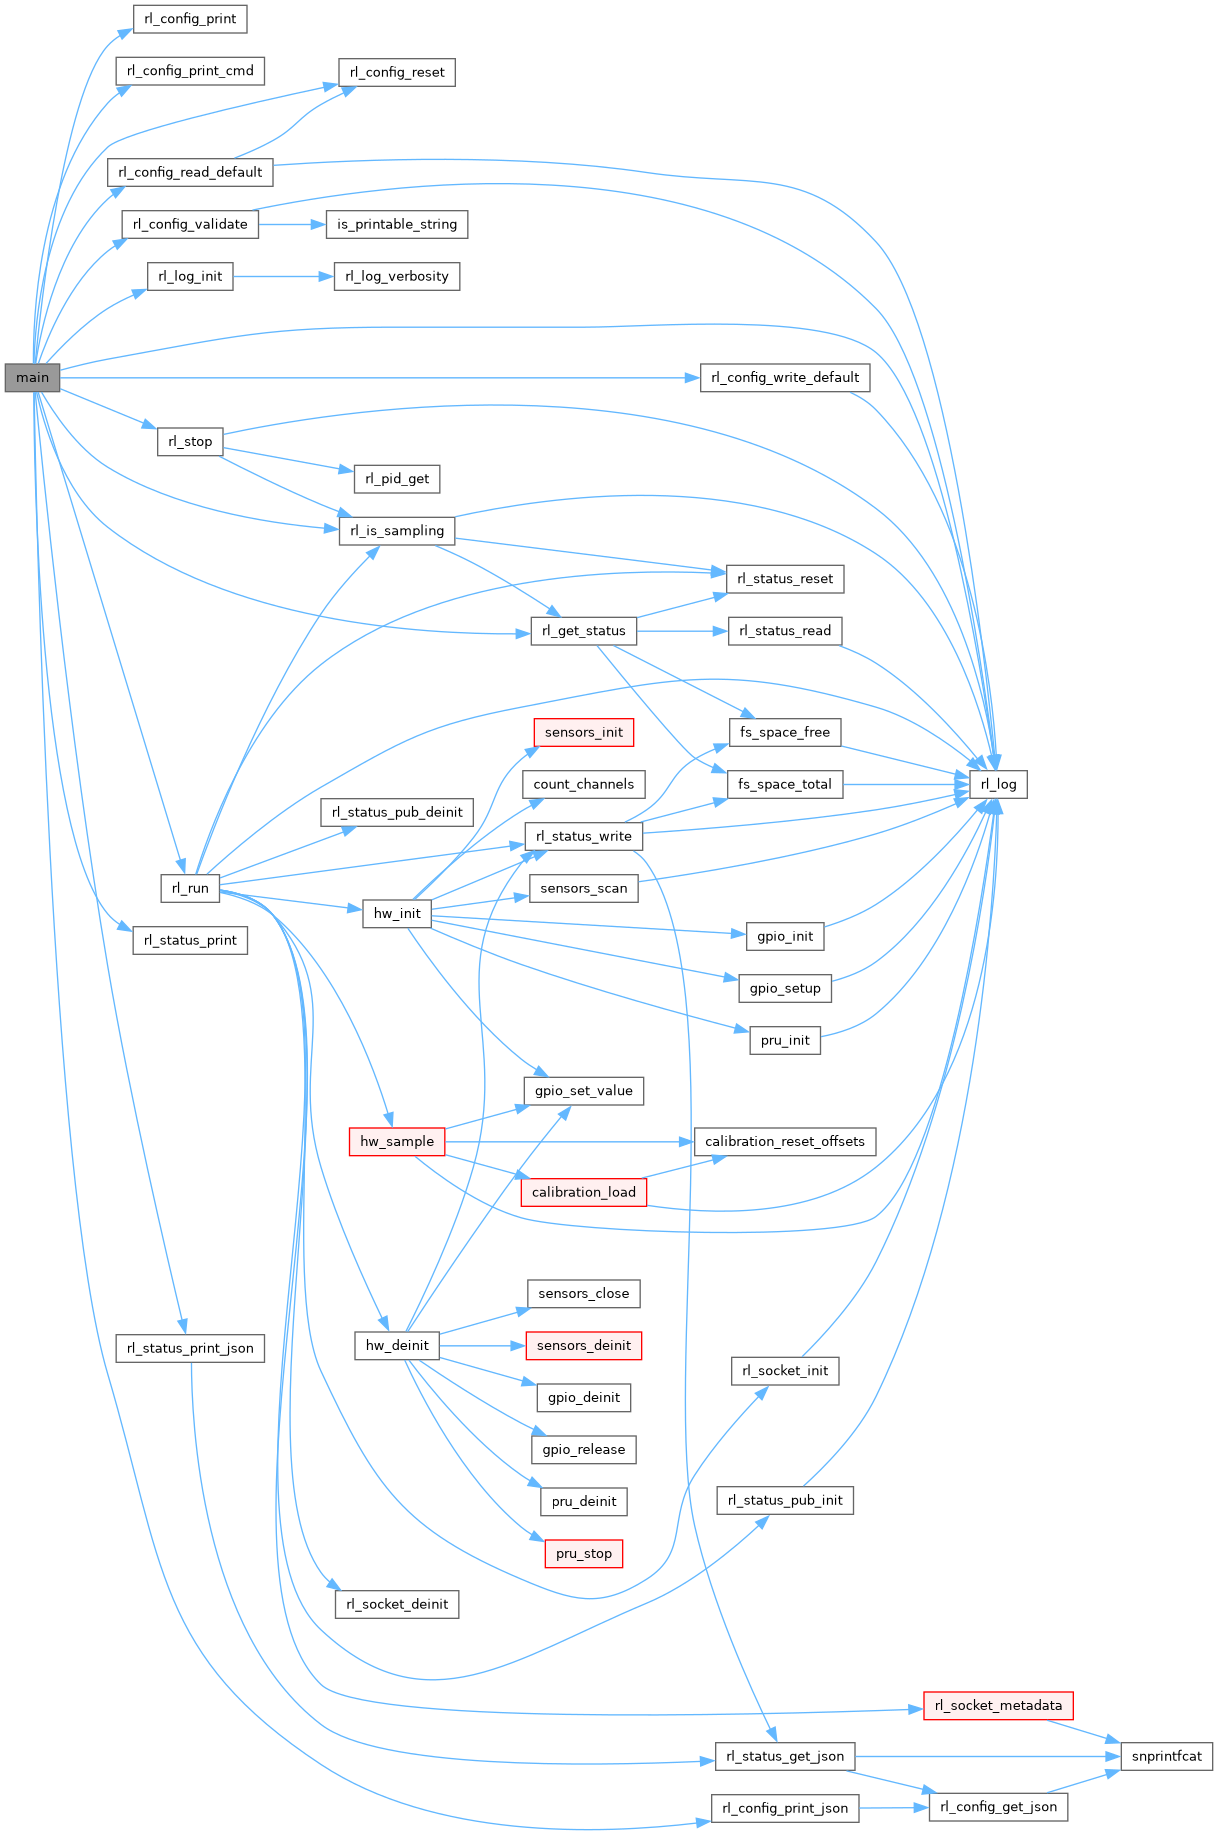 rl_config_print
rl_config_print_cmd
rl_config_reset
rl_config_read_default
rl_config_validate
is_printable_string
rl_log_init
rl_log_verbosity
main
rl_config_write_default
rl_stop
rl_pid_get
rl_is_sampling
rl_status_reset
rl_get_status
rl_status_read
sensors_init
fs_space_free
count_channels
fs_space_total
rl_log
rl_status_pub_deinit
rl_status_write
rl_run
sensors_scan
hw_init
rl_status_print
gpio_init
gpio_setup
pru_init
gpio_set_value
hw_sample
calibration_reset_offsets
calibration_load
sensors_close
hw_deinit
sensors_deinit
rl_status_print_json
rl_socket_init
gpio_deinit
gpio_release
pru_deinit
rl_status_pub_init
pru_stop
rl_socket_deinit
rl_socket_metadata
rl_status_get_json
snprintfcat
rl_config_print_json
rl_config_get_json